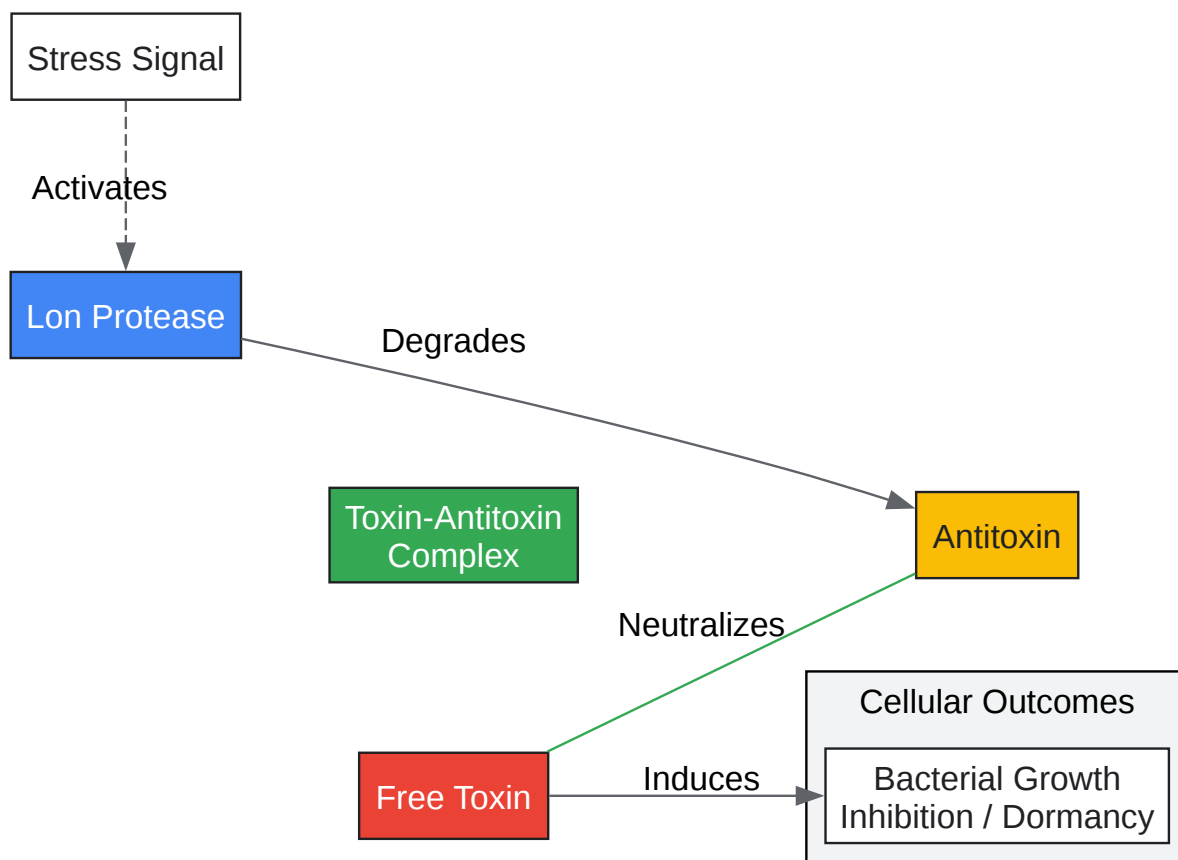 Stress Signal
Activates
Lon Protease
Degrades
Toxin-Antitoxin
Complex
Antitoxin
Neutralizes
Cellular Outcomes
Free Toxin
Induces
Bacterial Growth
Inhibition / Dormancy